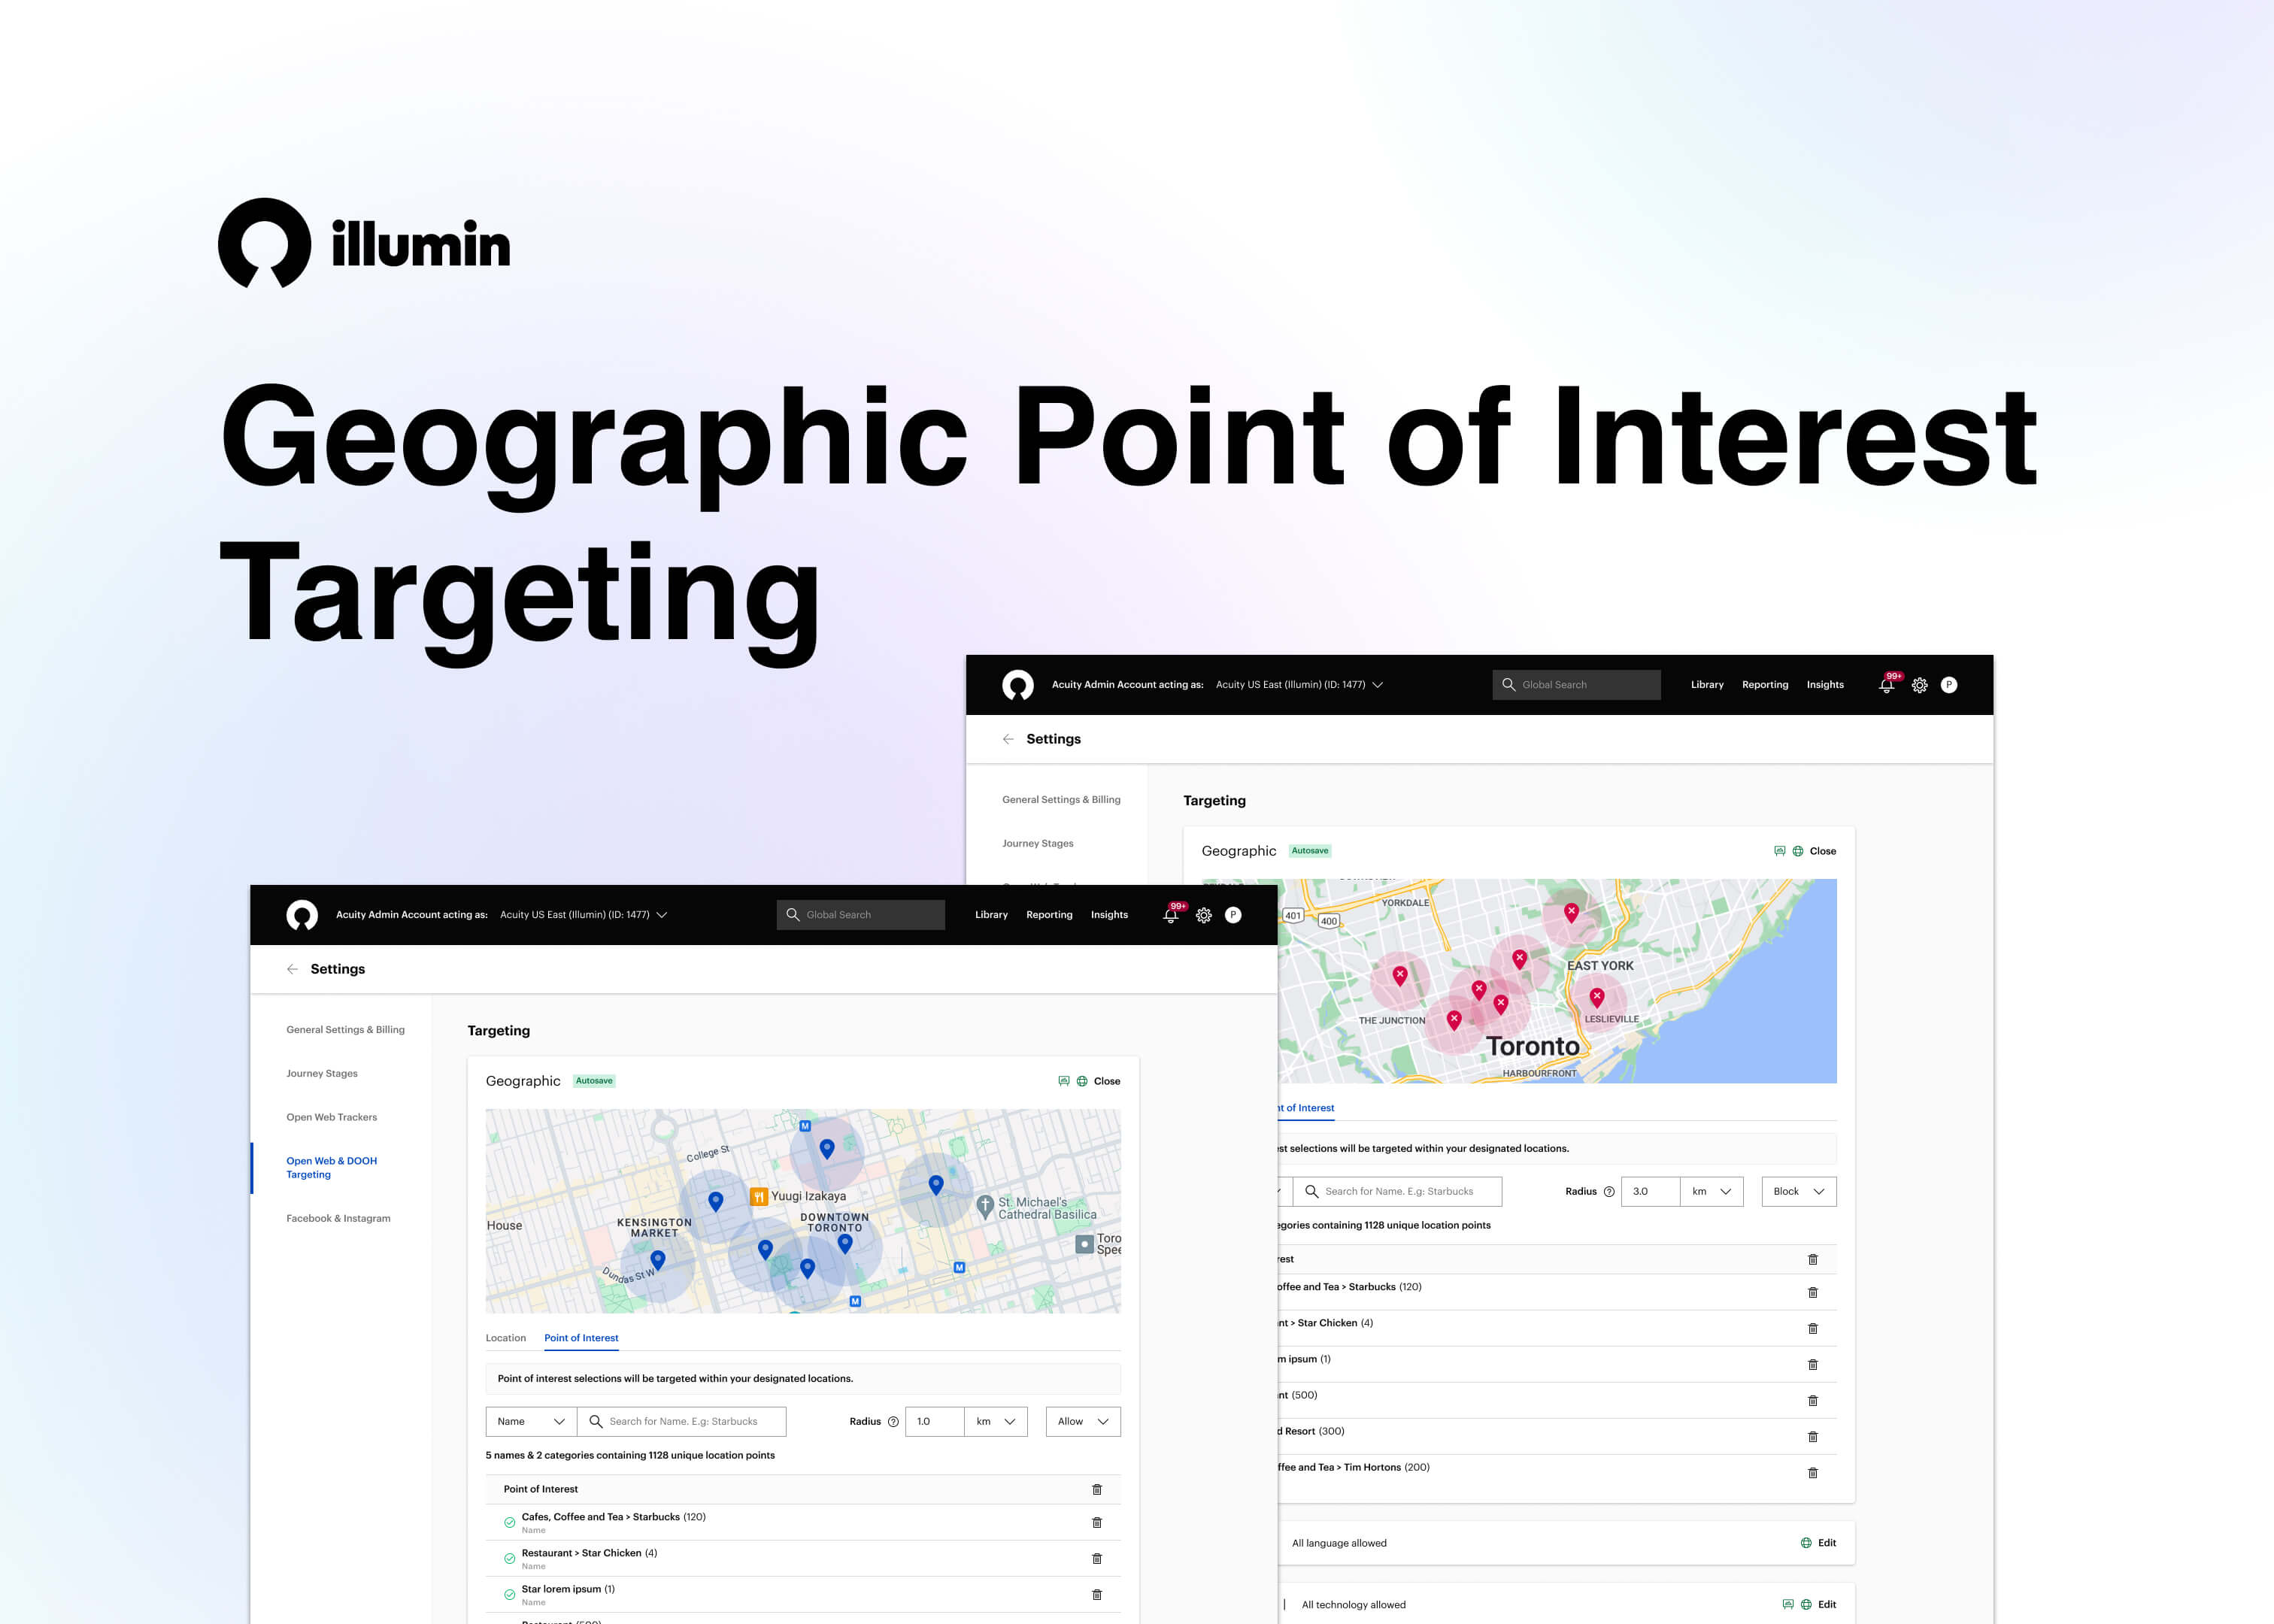 illumin
Geographic Point of Interest
Targeting
Acuity Admin Account acting as: Acuity US East (Illumin) (ID: 1477)
Global Search
Library Reporting Insights 99+ P
Settings
General Settings & Billing
Journey Stages
Targeting
Geographic Autosave Close
YORKDALE
401
400
EAST YORK
THE JUNCTION
LESLIEVILLE
Toronto
HARBOURFRONT
nt of Interest
st selections will be targeted within your designated locations.
Search for Name. E.g: Starbucks Radius 3.0 km Block
egories containing 1128 unique location points
rest
offee and Tea > Starbucks (120)
nt > Star Chicken (4)
m ipsum (1)
nt (500)
d Resort (300)
ffee and Tea > Tim Hortons (200)
All language allowed Edit
All technology allowed Edit
Acuity Admin Account acting as: Acuity US East (Illumin) (ID: 1477)
Global Search
Library Reporting Insights 99+ P
Settings
General Settings & Billing
Journey Stages
Open Web Trackers
Open Web & DOOH
Targeting
Facebook & Instagram
Targeting
Geographic Autosave Close
M
College St
Yuugi Izakaya
St. Michael's
Cathedral Basilica
House
KENSINGTON
MARKET
DOWNTOWN
TORONTO
Toro
Spee
Dundas St W
M
M
Location Point of Interest
Point of interest selections will be targeted within your designated locations.
Name Search for Name. E.g: Starbucks Radius 1.0 km Allow
5 names & 2 categories containing 1128 unique location points
Point of Interest
Cafes, Coffee and Tea > Starbucks (120)
Name
Restaurant > Star Chicken (4)
Name
Star lorem ipsum (1)
Name